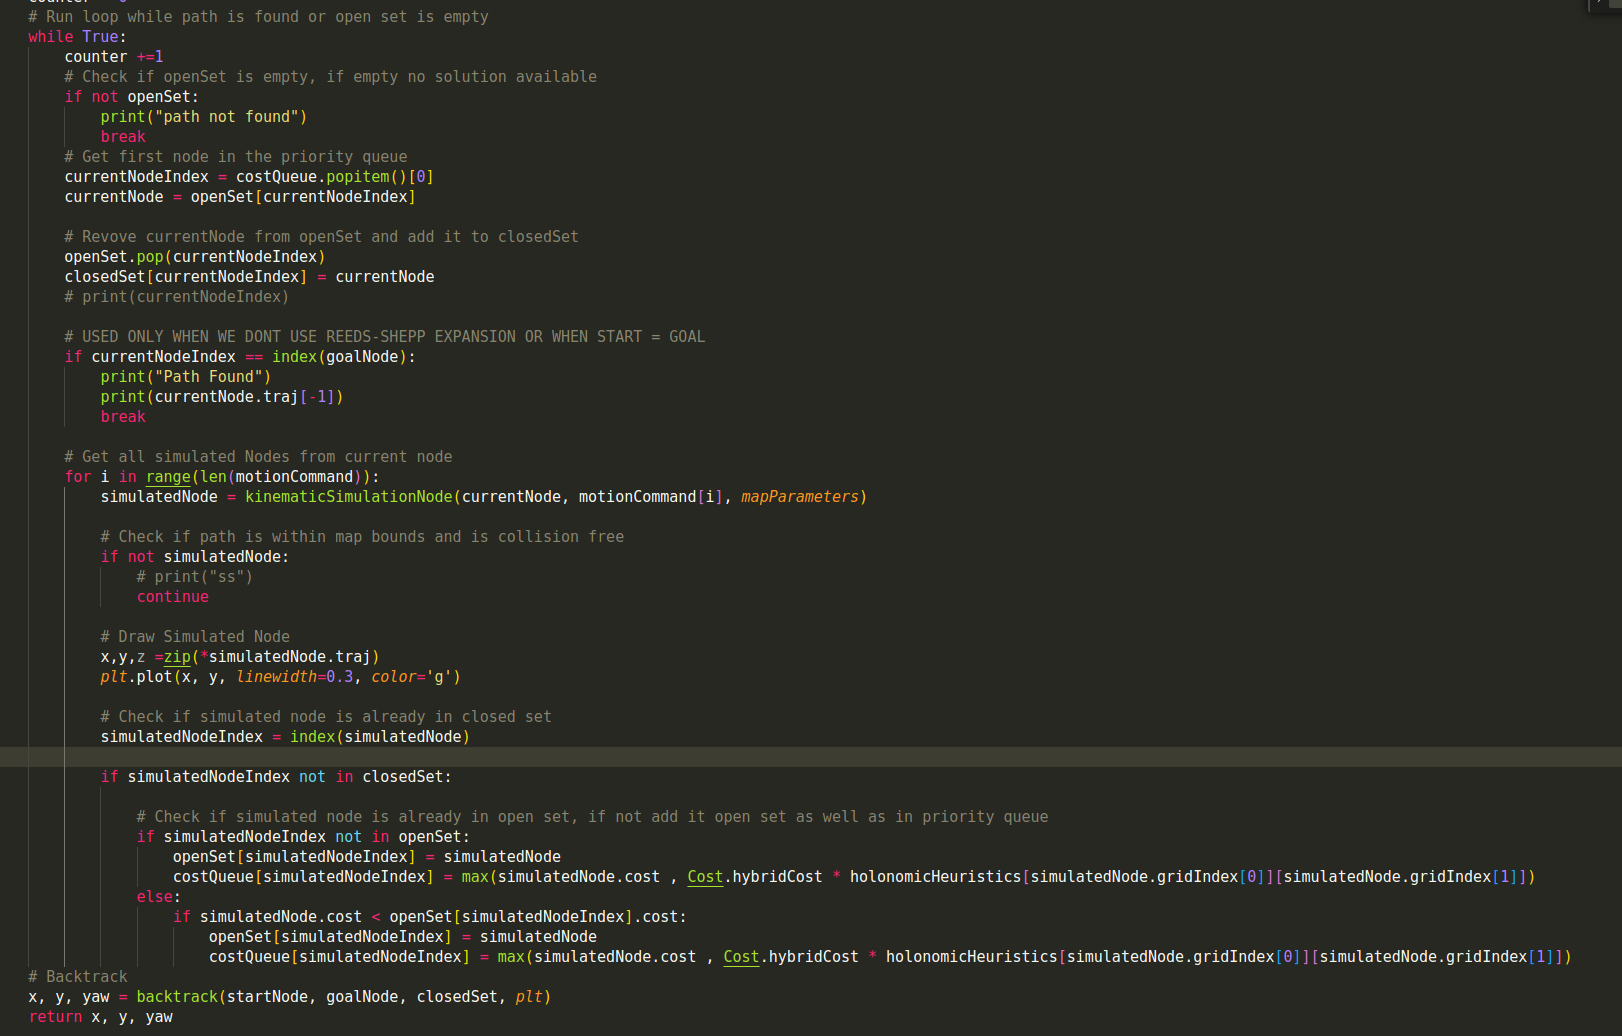 # Run loop while path is found or open set is empty
while True:
    counter +=1
    # Check if openSet is empty, if empty no solution available
    if not openSet:
        print("path not found")
        break
    # Get first node in the priority queue
    currentNodeIndex = costQueue.popitem()[0]
    currentNode = openSet[currentNodeIndex]

    # Revove currentNode from openSet and add it to closedSet
    openSet.pop(currentNodeIndex)
    closedSet[currentNodeIndex] = currentNode
    # print(currentNodeIndex)

    # USED ONLY WHEN WE DONT USE REEDS-SHEPP EXPANSION OR WHEN START = GOAL
    if currentNodeIndex == index(goalNode):
        print("Path Found")
        print(currentNode.traj[-1])
        break

    # Get all simulated Nodes from current node
    for i in range(len(motionCommand)):
        simulatedNode = kinematicSimulationNode(currentNode, motionCommand[i], mapParameters)

        # Check if path is within map bounds and is collision free
        if not simulatedNode:
            # print("ss")
            continue

        # Draw Simulated Node
        x,y,z =zip(*simulatedNode.traj)
        plt.plot(x, y, linewidth=0.3, color='g')

        # Check if simulated node is already in closed set
        simulatedNodeIndex = index(simulatedNode)

        if simulatedNodeIndex not in closedSet:

            # Check if simulated node is already in open set, if not add it open set as well as in priority queue
            if simulatedNodeIndex not in openSet:
                openSet[simulatedNodeIndex] = simulatedNode
                costQueue[simulatedNodeIndex] = max(simulatedNode.cost , Cost.hybridCost * holonomicHeuristics[simulatedNode.gridIndex[0]][simulatedNode.gridIndex[1]])
            else:
                if simulatedNode.cost < openSet[simulatedNodeIndex].cost:
                    openSet[simulatedNodeIndex] = simulatedNode
                    costQueue[simulatedNodeIndex] = max(simulatedNode.cost , Cost.hybridCost * holonomicHeuristics[simulatedNode.gridIndex[0]][simulatedNode.gridIndex[1]])
# Backtrack
x, y, yaw = backtrack(startNode, goalNode, closedSet, plt)
return x, y, yaw